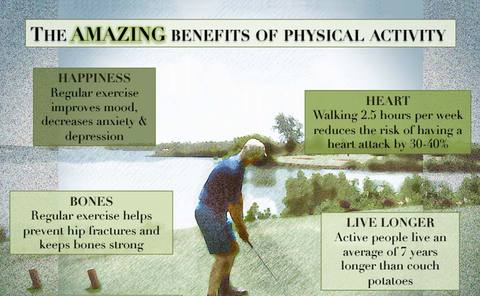 THE AMAZING BENEFITS OF PHYSICAL ACTIVITY
HAPPINESS
Regular exercise
improves mood,
decreases anxiety &
depression
HEART
Walking 2.5 hours per week
reduces the risk of having a
heart attack by 30-40%
BONES
Regular exercise helps
prevent hip fractures and
keeps bones strong
LIVE LONGER
Active people live an
average of 7 years
longer than couch
potatoes